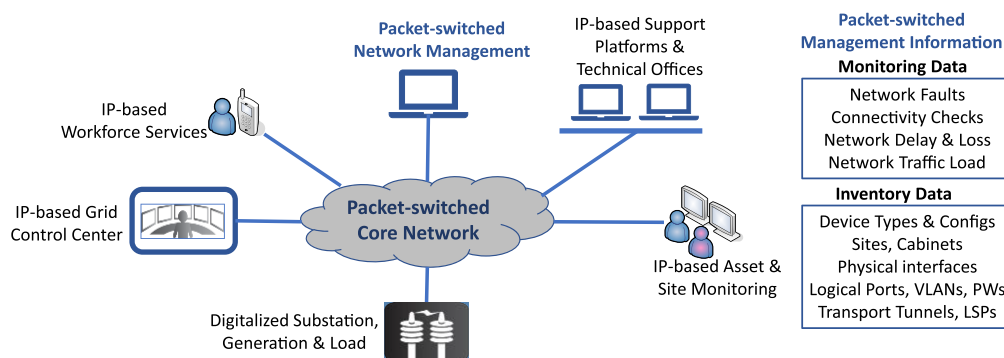 Packet-switched
Network Management
IP-based Support
Platforms &
Technical Offices
IP-based
Workforce Services
IP-based Grid
Control Center
Packet-switched
Core Network
IP-based Asset &
Site Monitoring
Digitalized Substation,
Generation & Load
Packet-switched
Management Information
Monitoring Data
Network Faults
Connectivity Checks
Network Delay & Loss
Network Traffic Load
Inventory Data
Device Types & Configs
Sites, Cabinets
Physical interfaces
Logical Ports, VLANs, PWs
Transport Tunnels, LSPs